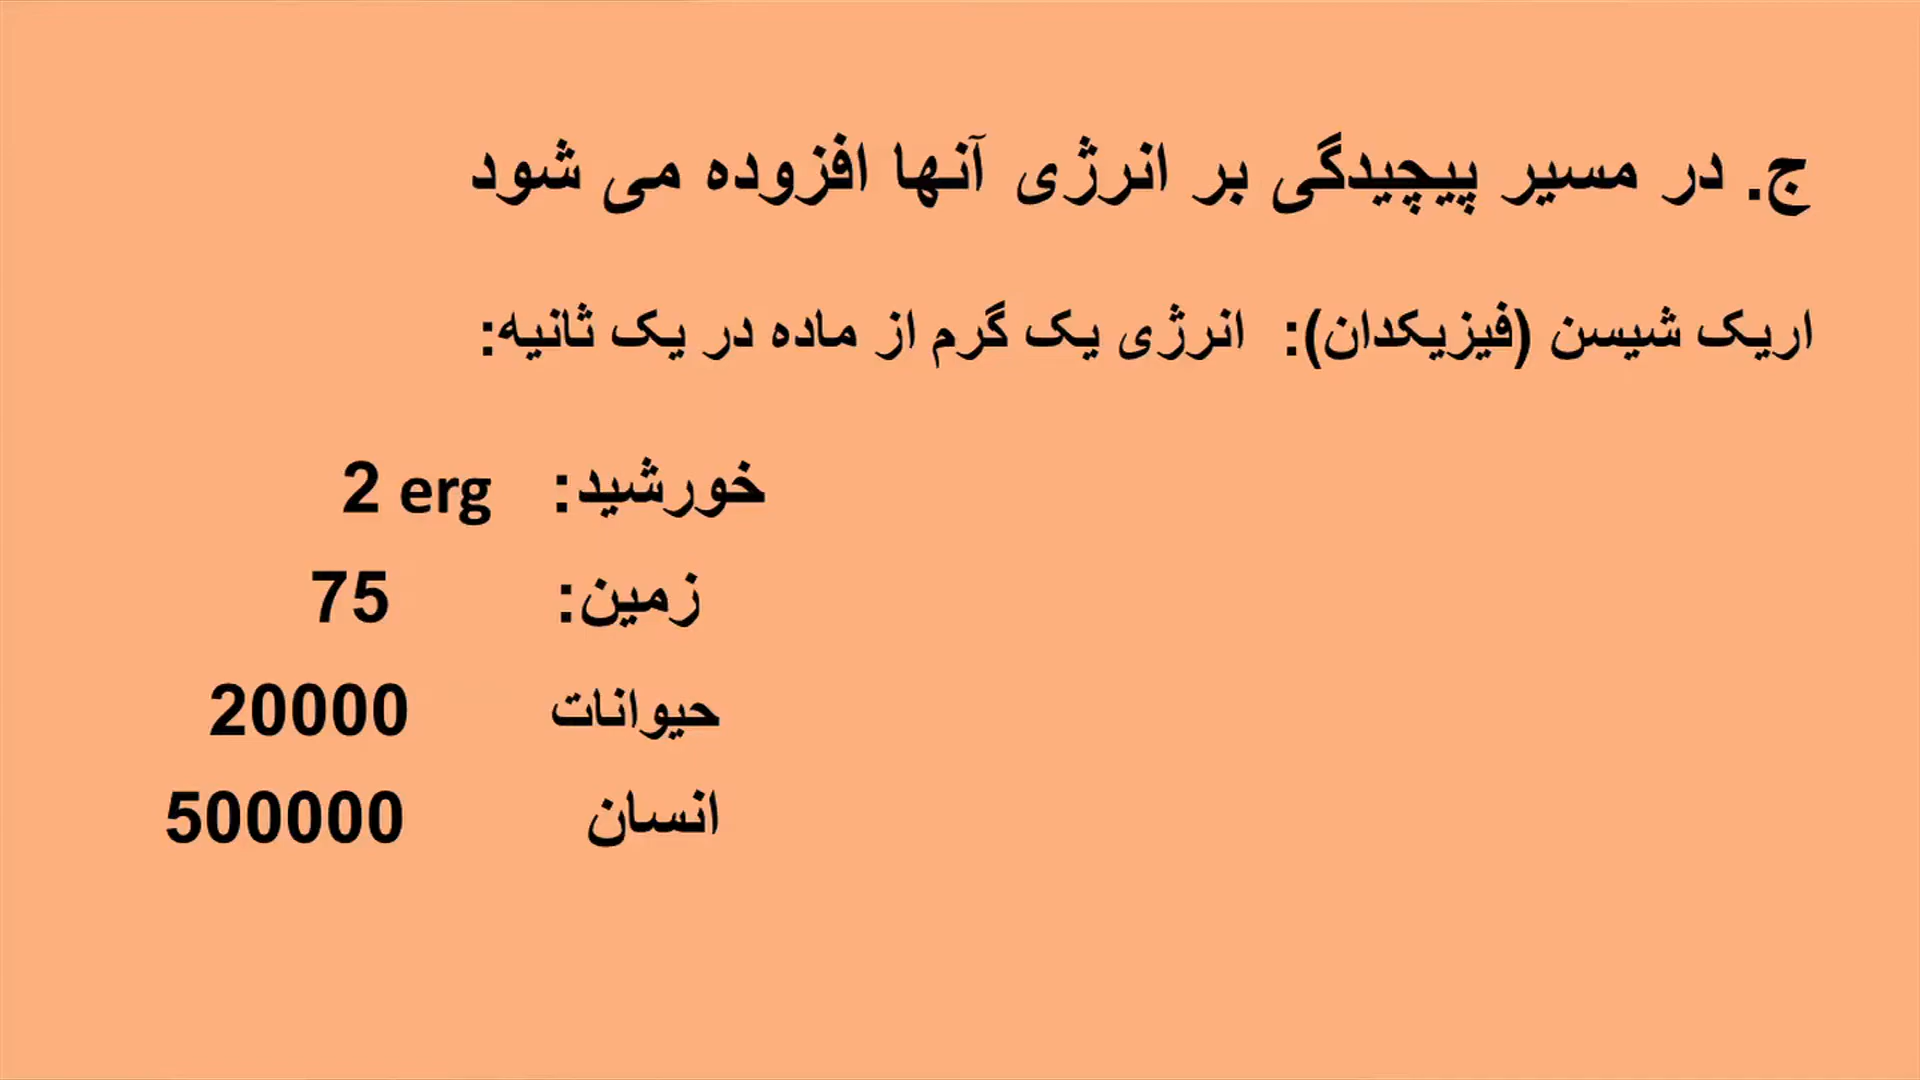 ج. در مسیر پیچیدگی بر انرژی آنها افزوده می شود
اریک شیسن (فیزیکدان): انرژی یک گرم از ماده در یک ثانیه:
خورشید: 2 erg
زمین: 75
حیوانات 20000
انسان 500000